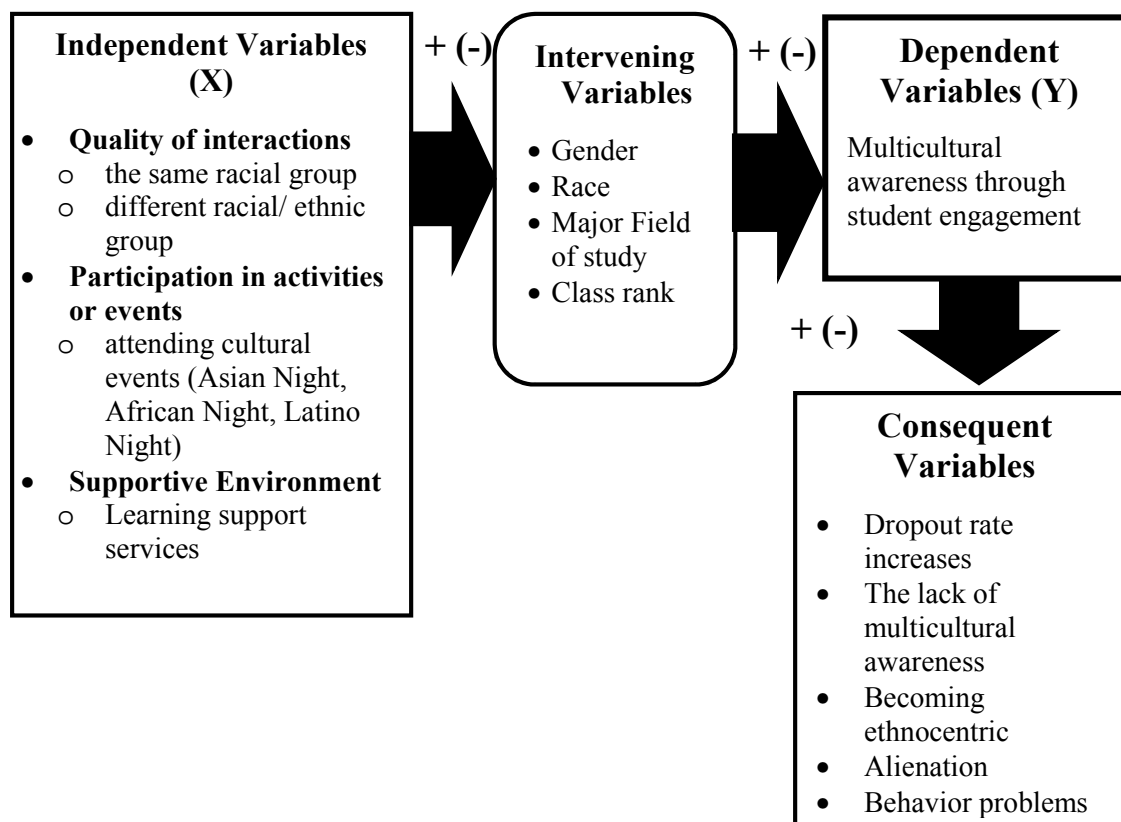 Independent Variables
(X)
• Quality of interactions
o the same racial group
o different racial/ ethnic
group
• Participation in activities
or events
o attending cultural
events (Asian Night,
African Night, Latino
Night)
• Supportive Environment
o Learning support
services
+ (-)
Intervening
Variables
• Gender
• Race
• Major Field
of study
• Class rank
+ (-)
Dependent
Variables (Y)
Multicultural
awareness through
student engagement
+ (-)
Consequent
Variables
• Dropout rate
increases
• The lack of
multicultural
awareness
• Becoming
ethnocentric
• Alienation
• Behavior problems